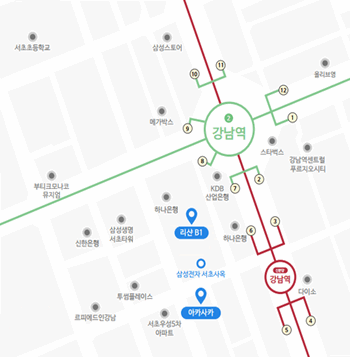 서초초등학교
삼성스토어
11
10
올리브영
12
메가박스
1
9
2
강남역
스타벅스
강남역센트럴
푸르지오시티
8
2
7
KDB
산업은행
부티크모나코
뮤지엄
하나은행
삼성생명
서초타워
신한은행
리산 B1
하나은행
6
3
삼성전자 서초사옥
강남역
다이소
투썸플레이스
아카사카
르피에드인강남
서초우성5차
아파트
4
5